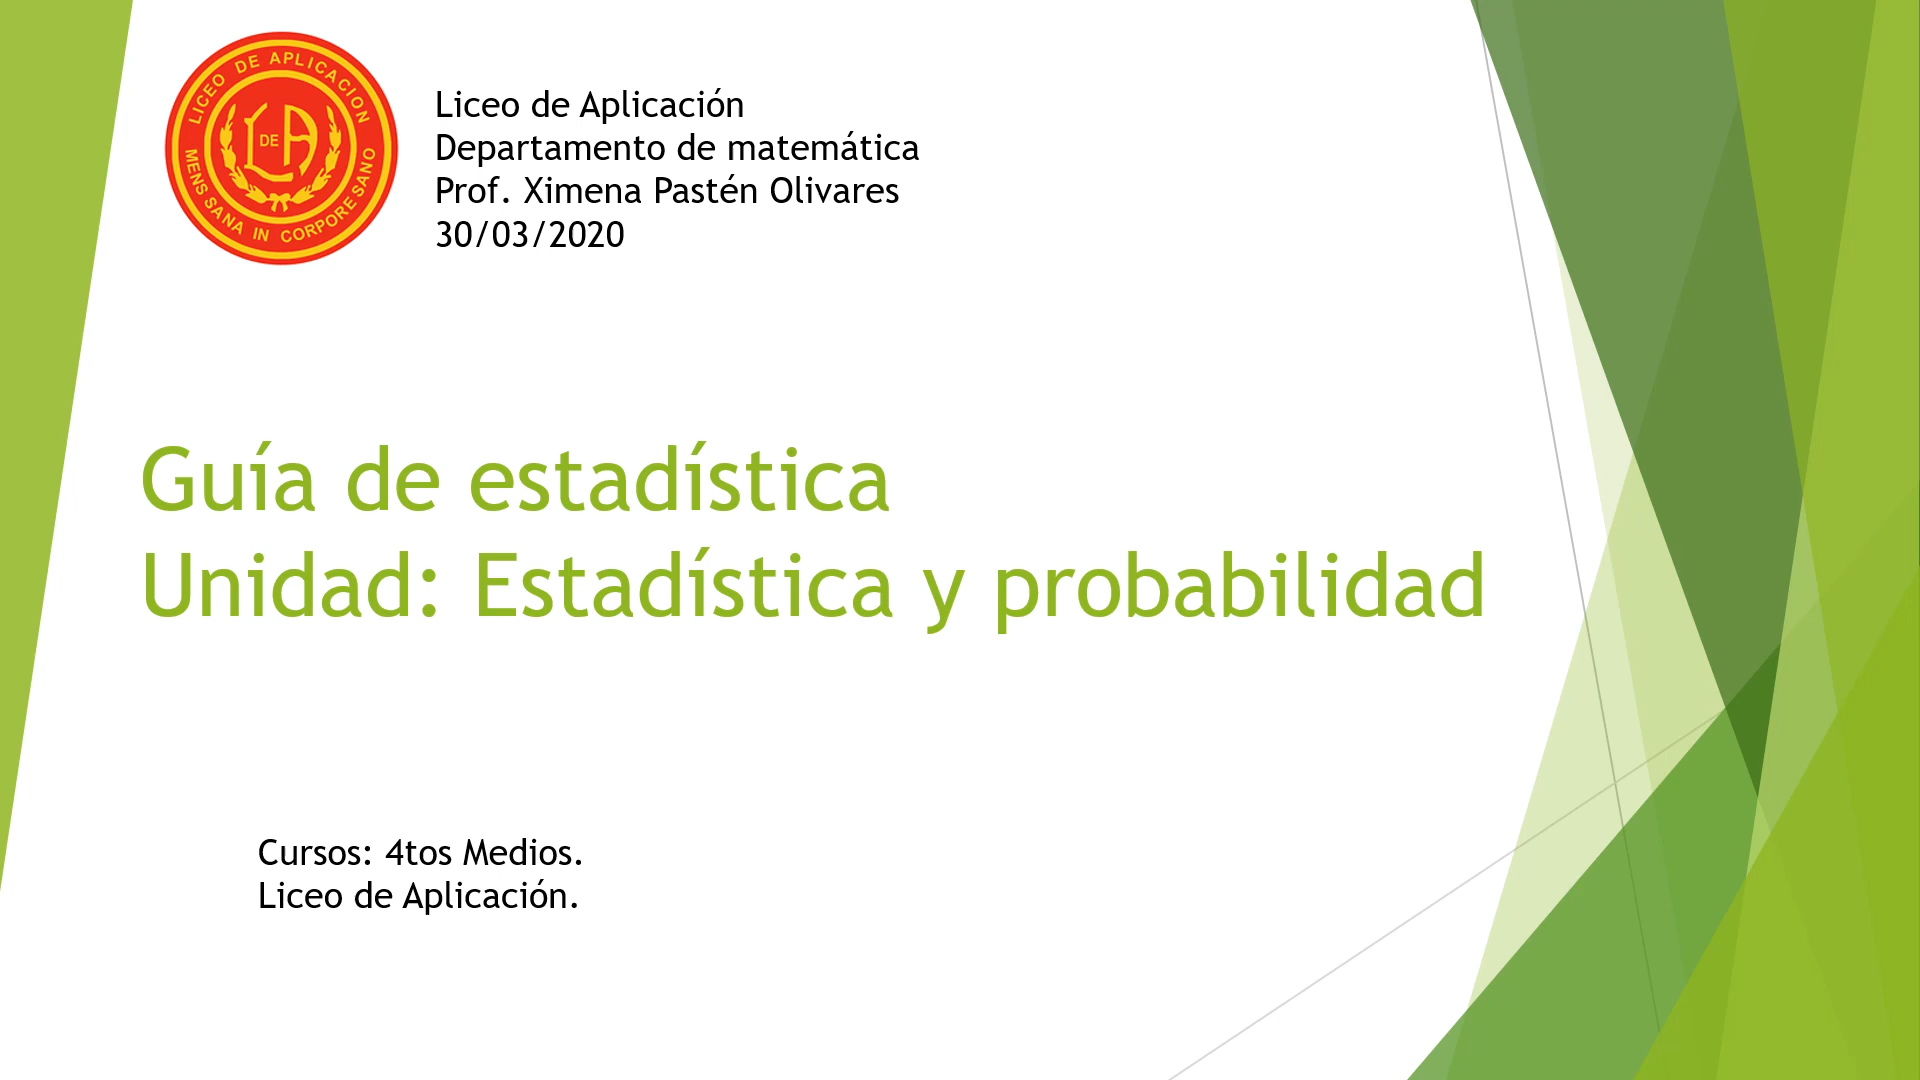 LICEO DE APLICACION
L DE A
MENS SANA IN CORPORE SANO
Liceo de Aplicación
Departamento de matemática
Prof. Ximena Pastén Olivares
30/03/2020
Guía de estadística
Unidad: Estadística y probabilidad
Cursos: 4tos Medios.
Liceo de Aplicación.